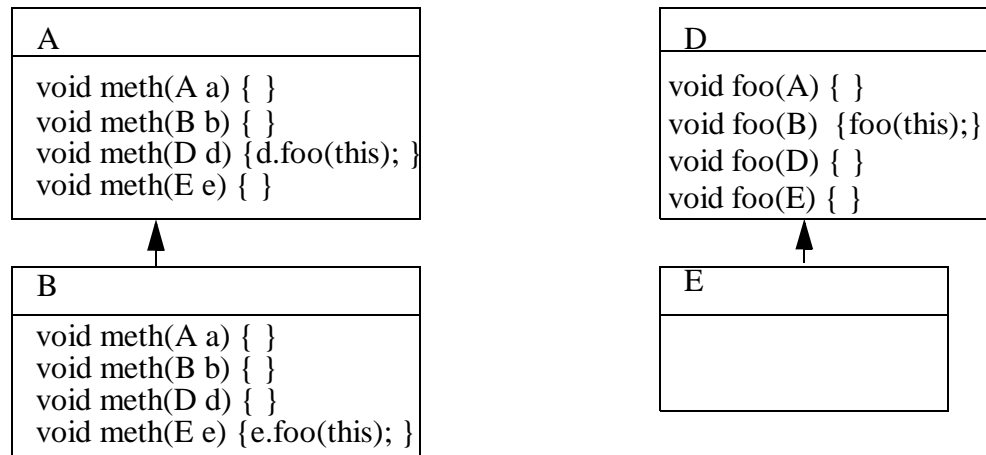 A
void meth(A a) { }
void meth(B b) { }
void meth(D d) {d.foo(this); }
void meth(E e) { }
B
void meth(A a) { }
void meth(B b) { }
void meth(D d) { }
void meth(E e) {e.foo(this); }
D
void foo(A) { }
void foo(B) {foo(this);}
void foo(D) { }
void foo(E) { }
E